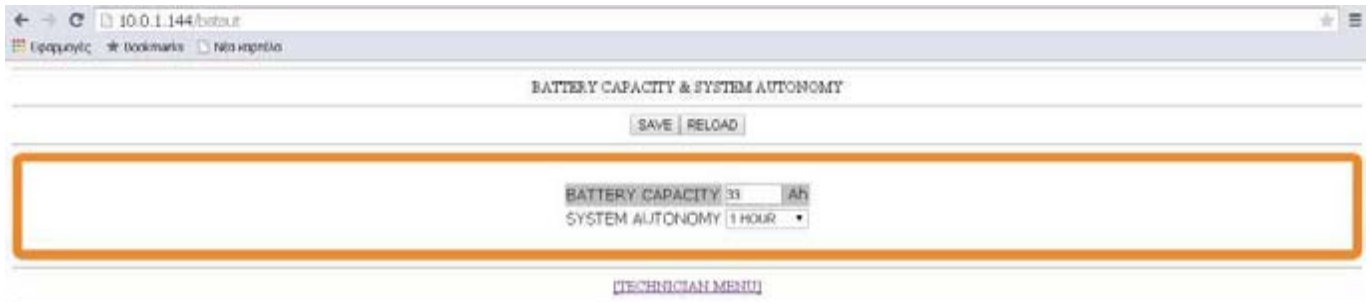 10.0.1.144/bataut
Εφαρμογές Bookmarks Νέα καρτέλα
BATTERY CAPACITY & SYSTEM AUTONOMY
SAVE RELOAD
BATTERY CAPACITY 33 Ah
SYSTEM AUTONOMY 1 HOUR
[TECHNICIAN MENU]